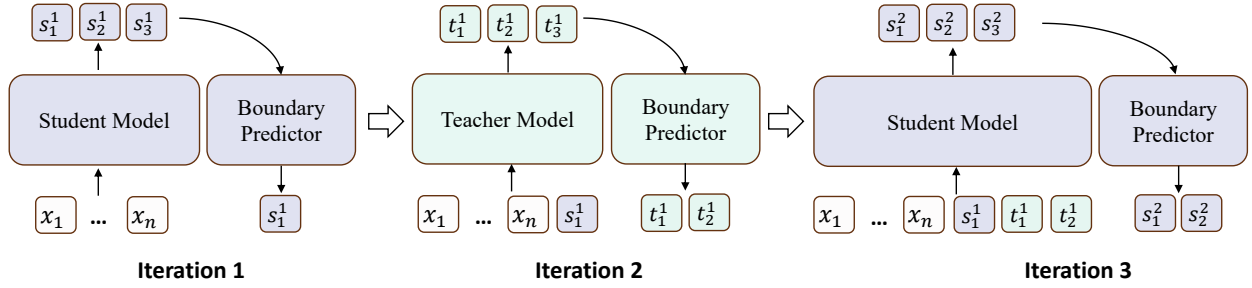 s_1^1 s_2^1 s_3^1
Student Model
Boundary
Predictor
x_1 ... x_n
s_1^1
Iteration 1
t_1^1 t_2^1 t_3^1
Teacher Model
Boundary
Predictor
x_1 ... x_n s_1^1
t_1^1 t_2^1
Iteration 2
s_1^2 s_2^2 s_3^2
Student Model
Boundary
Predictor
x_1 ... x_n s_1^1 t_1^1 t_2^1
s_1^2 s_2^2
Iteration 3